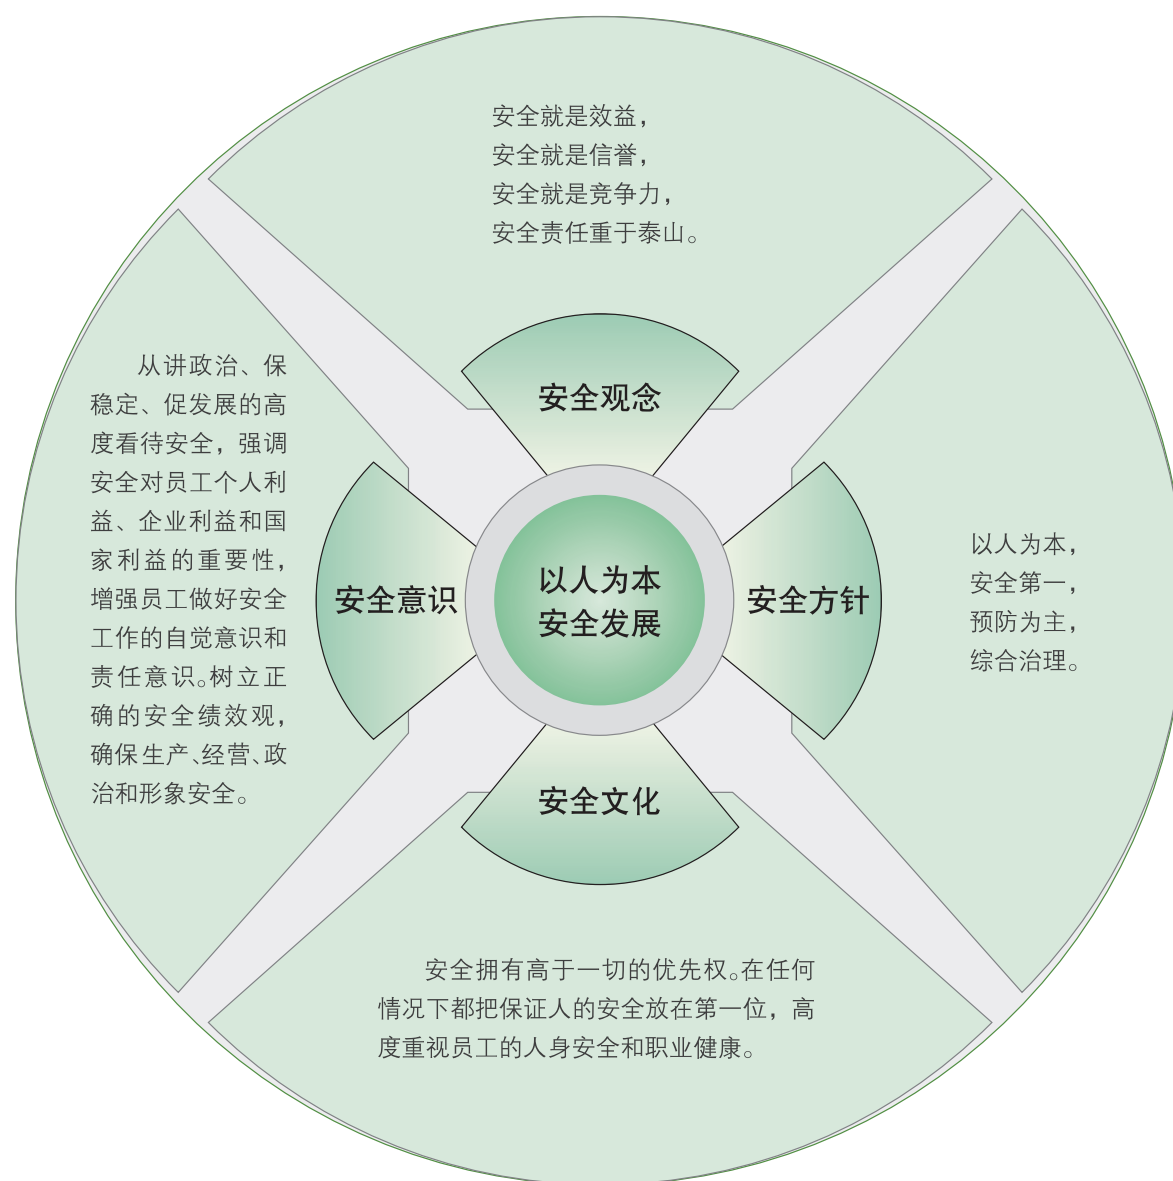 安全就是效益，
安全就是信誉，
安全就是竞争力，
安全责任重于泰山。
安全观念
从讲政治、保
稳定、促发展的高
度看待安全，强调
安全对员工个人利
益、企业利益和国
家利益的重要性，
增强员工做好安全
工作的自觉意识和
责任意识。树立正
确的安全绩效观，
确保生产、经营、政
治和形象安全。
安全意识
以人为本
安全发展
安全方针
以人为本，
安全第一，
预防为主，
综合治理。
安全文化
安全拥有高于一切的优先权。在任何
情况下都把保证人的安全放在第一位，高
度重视员工的人身安全和职业健康。